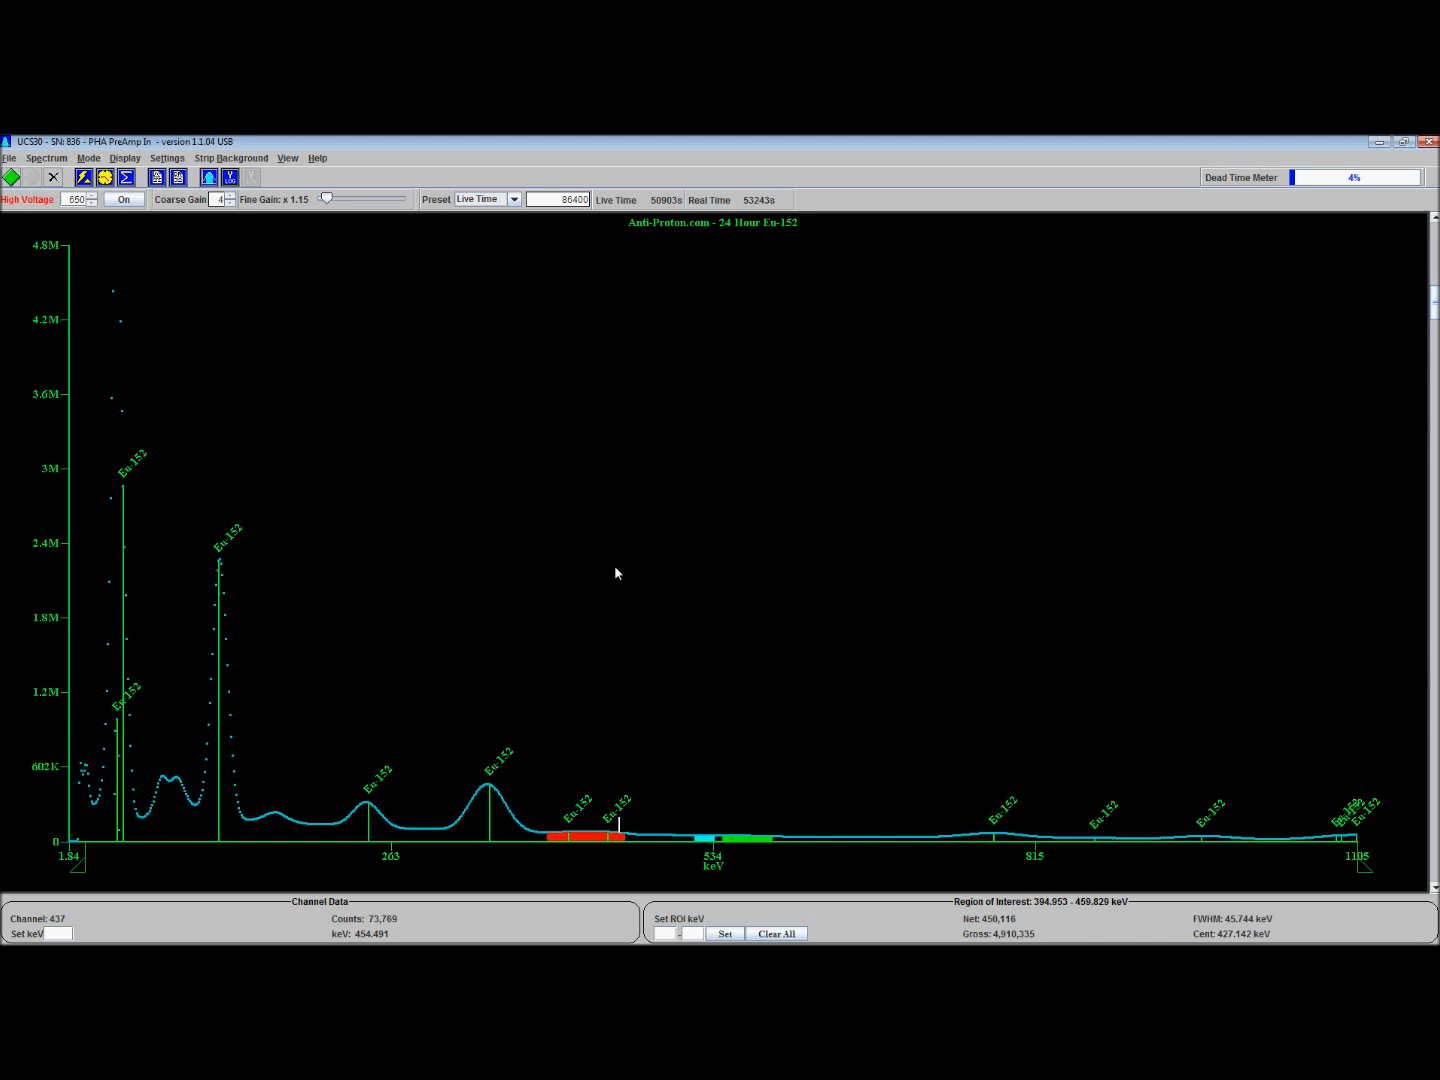 UCS30 - SN: 836 - PHA PreAmp In - version 1.1.04 USB
File Spectrum Mode Display Settings Strip Background View Help
Dead Time Meter 4%
High Voltage 650 On Coarse Gain 4 Fine Gain: x 1.15 Preset Live Time 86400 Live Time 50903s Real Time 53243s
Anti-Proton.com - 24 Hour Eu-152
4.8M
4.2M
3.6M
3M
2.4M
1.8M
1.2M
602K
0
Eu-152
Eu-152
Eu-152
Eu-152
Eu-152
Eu-152
Eu-152
Eu-152
Eu-152
Eu-152
Eu-152
1.84 263 534 815 1105
keV
Channel Data
Channel: 437 Counts: 73,769
Set keV keV: 454.491
Region of Interest: 394.953 - 459.829 keV
Set ROI keV Net: 450,116 FWHM: 45.744 keV
- Set Clear All Gross: 4,910,335 Cent: 427.142 keV